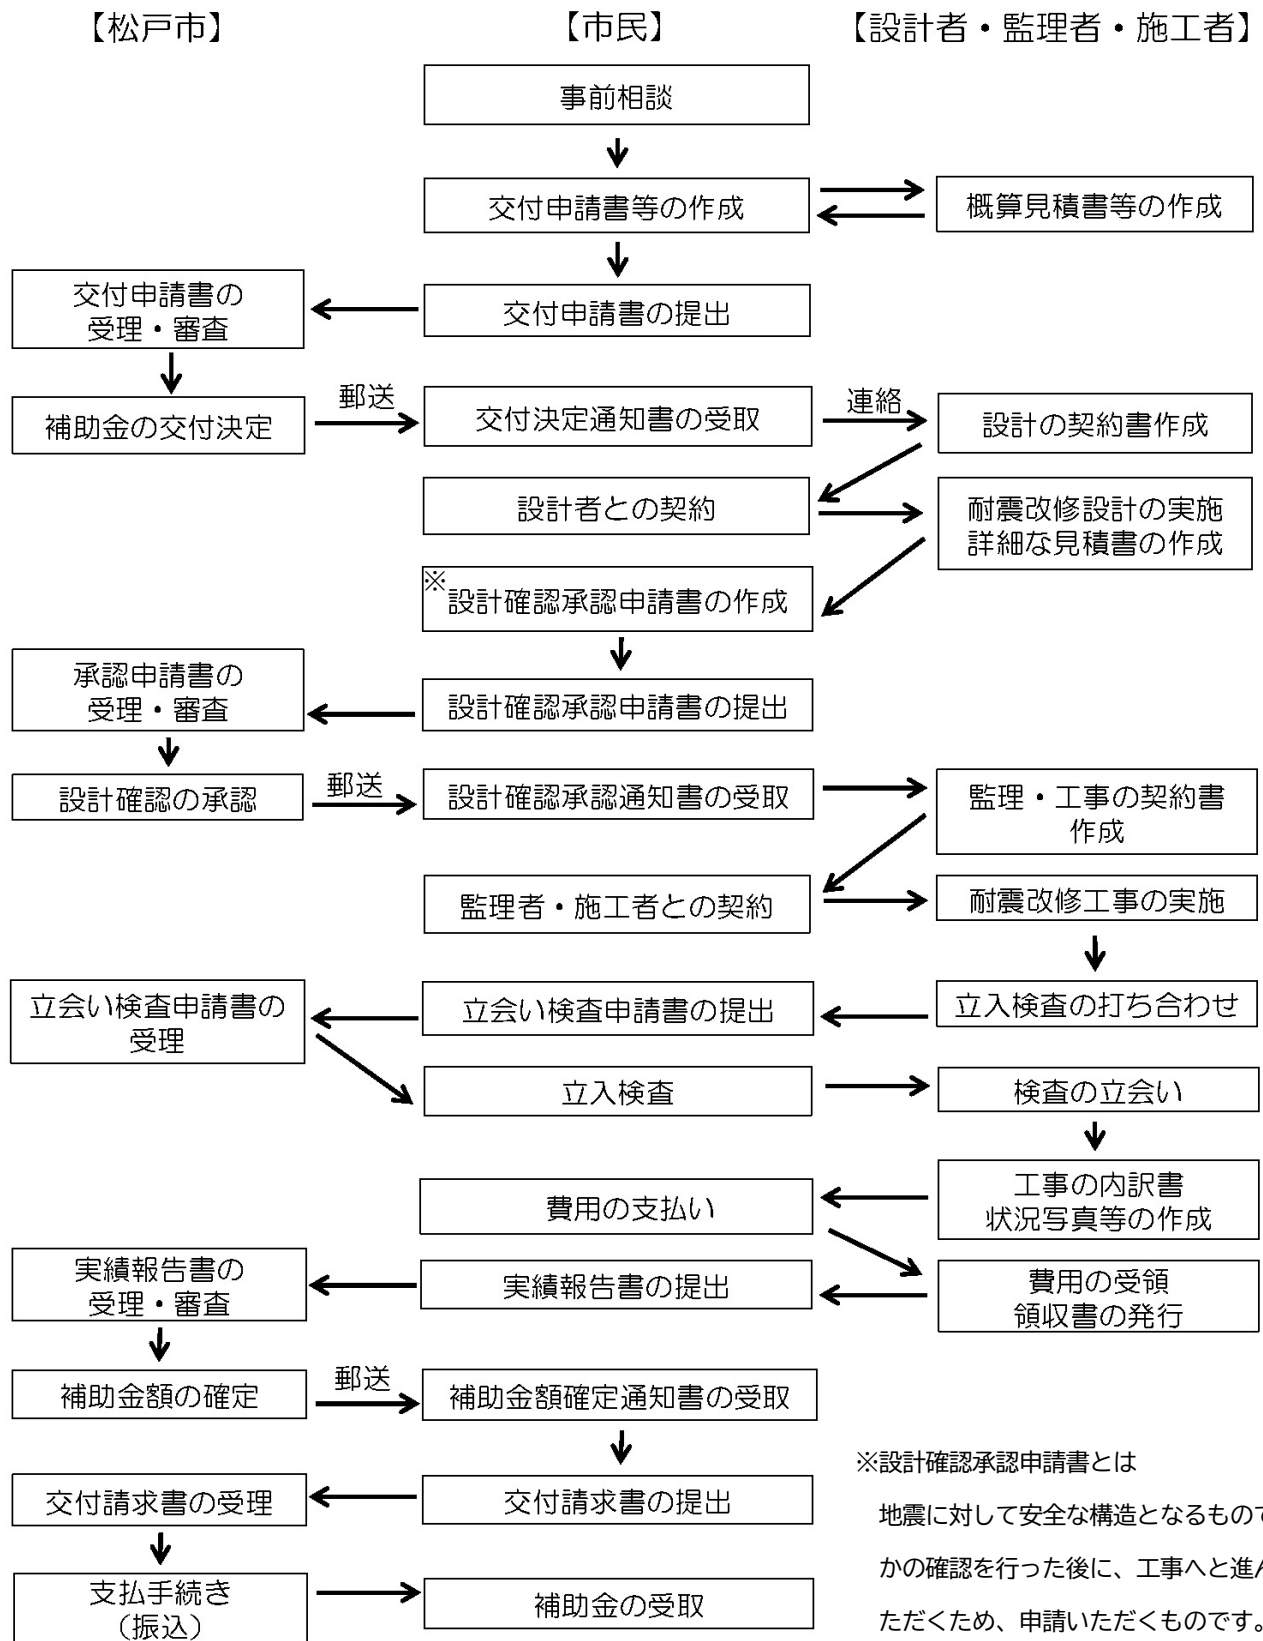 【松戸市】
【市民】
【設計者・監理者・施工者】
事前相談
交付申請書等の作成
概算見積書等の作成
交付申請書の
受理・審査
交付申請書の提出
補助金の交付決定
郵送
交付決定通知書の受取
連絡
設計の契約書作成
設計者との契約
耐震改修設計の実施
詳細な見積書の作成
※設計確認承認申請書の作成
承認申請書の
受理・審査
設計確認承認申請書の提出
設計確認の承認
郵送
設計確認承認通知書の受取
監理・工事の契約書
作成
監理者・施工者との契約
耐震改修工事の実施
立会い検査申請書の
受理
立会い検査申請書の提出
立入検査の打ち合わせ
立入検査
検査の立会い
費用の支払い
工事の内訳書
状況写真等の作成
実績報告書の
受理・審査
実績報告書の提出
費用の受領
領収書の発行
補助金額の確定
郵送
補助金額確定通知書の受取
交付請求書の受理
交付請求書の提出
支払手続き
(振込)
補助金の受取
※設計確認承認申請書とは
地震に対して安全な構造となるもので
かの確認を行った後に、工事へと進ん
ただくため、申請いただくものです。